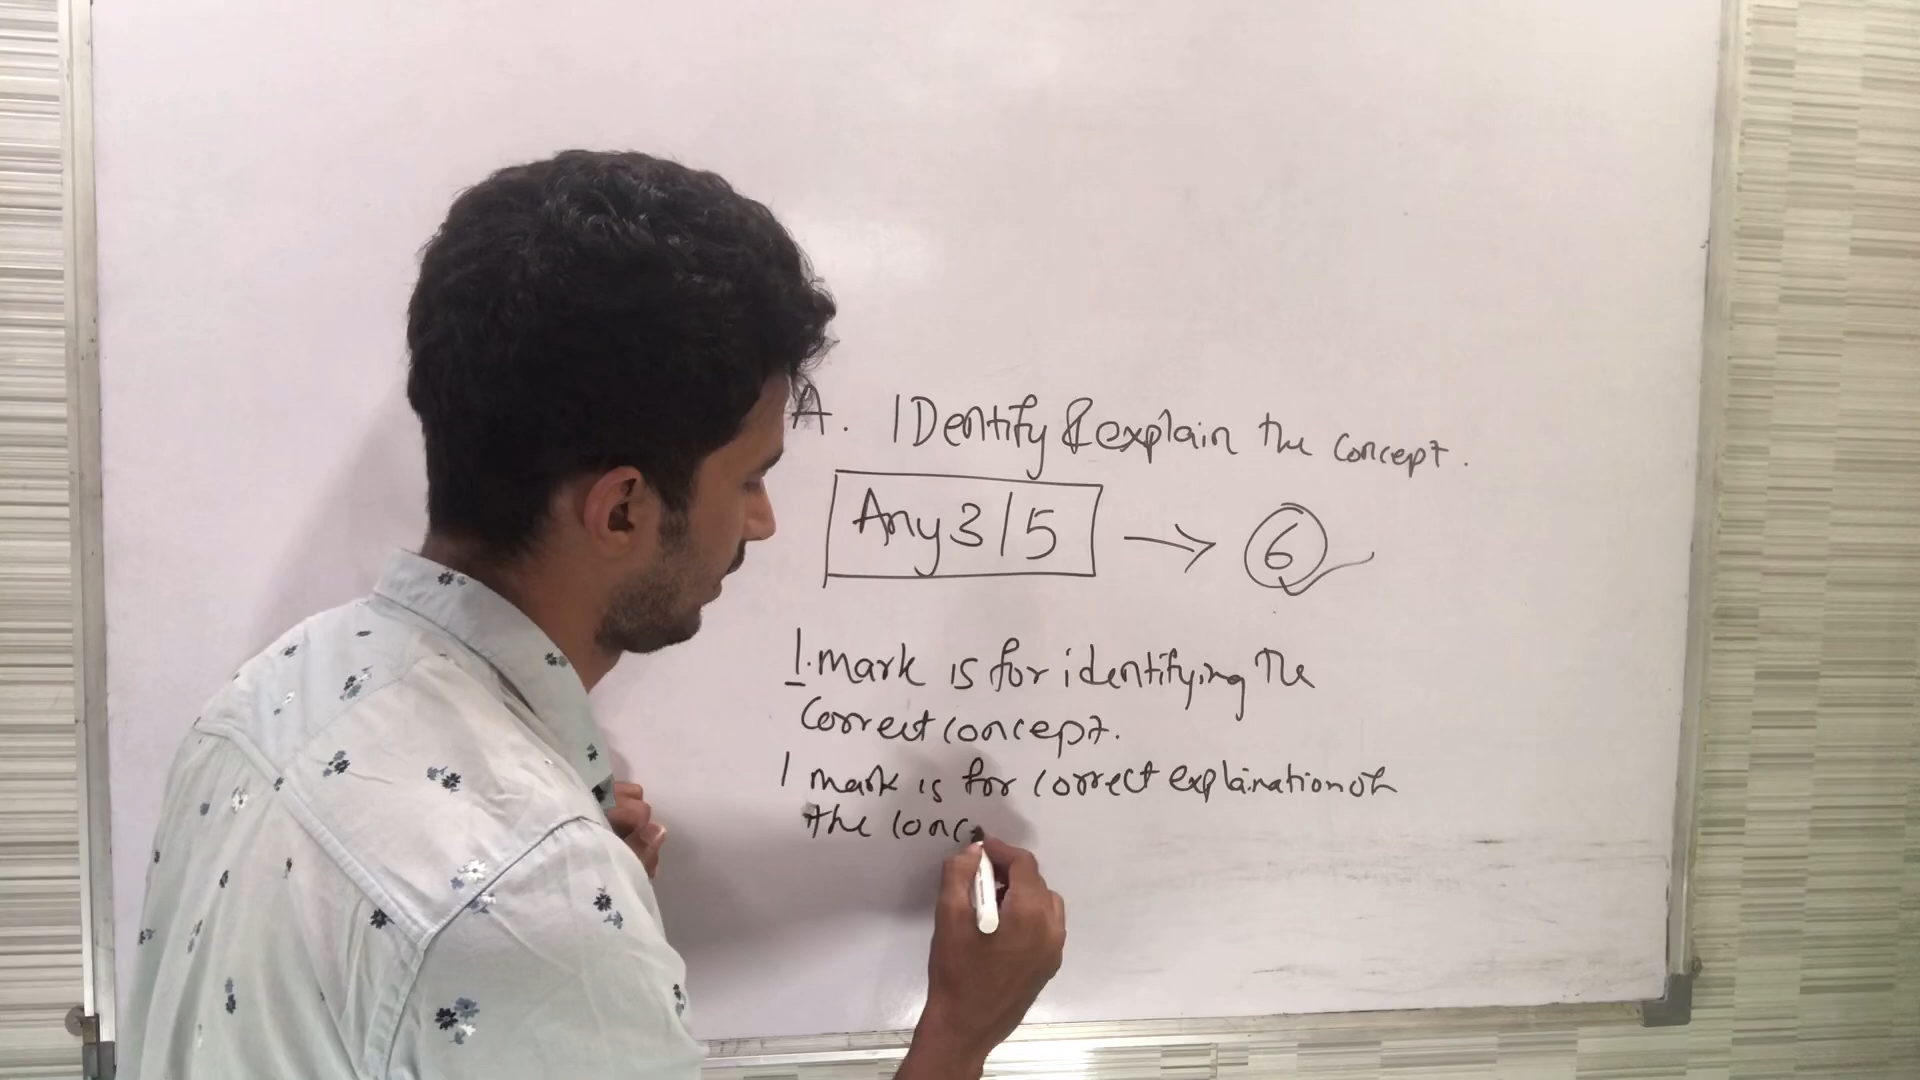 A. IDentify & explain the concept.
Any 3/5 → 6
1. mark is for identifying the
Correct concept.
1 mark is for correct explaination of
the conc